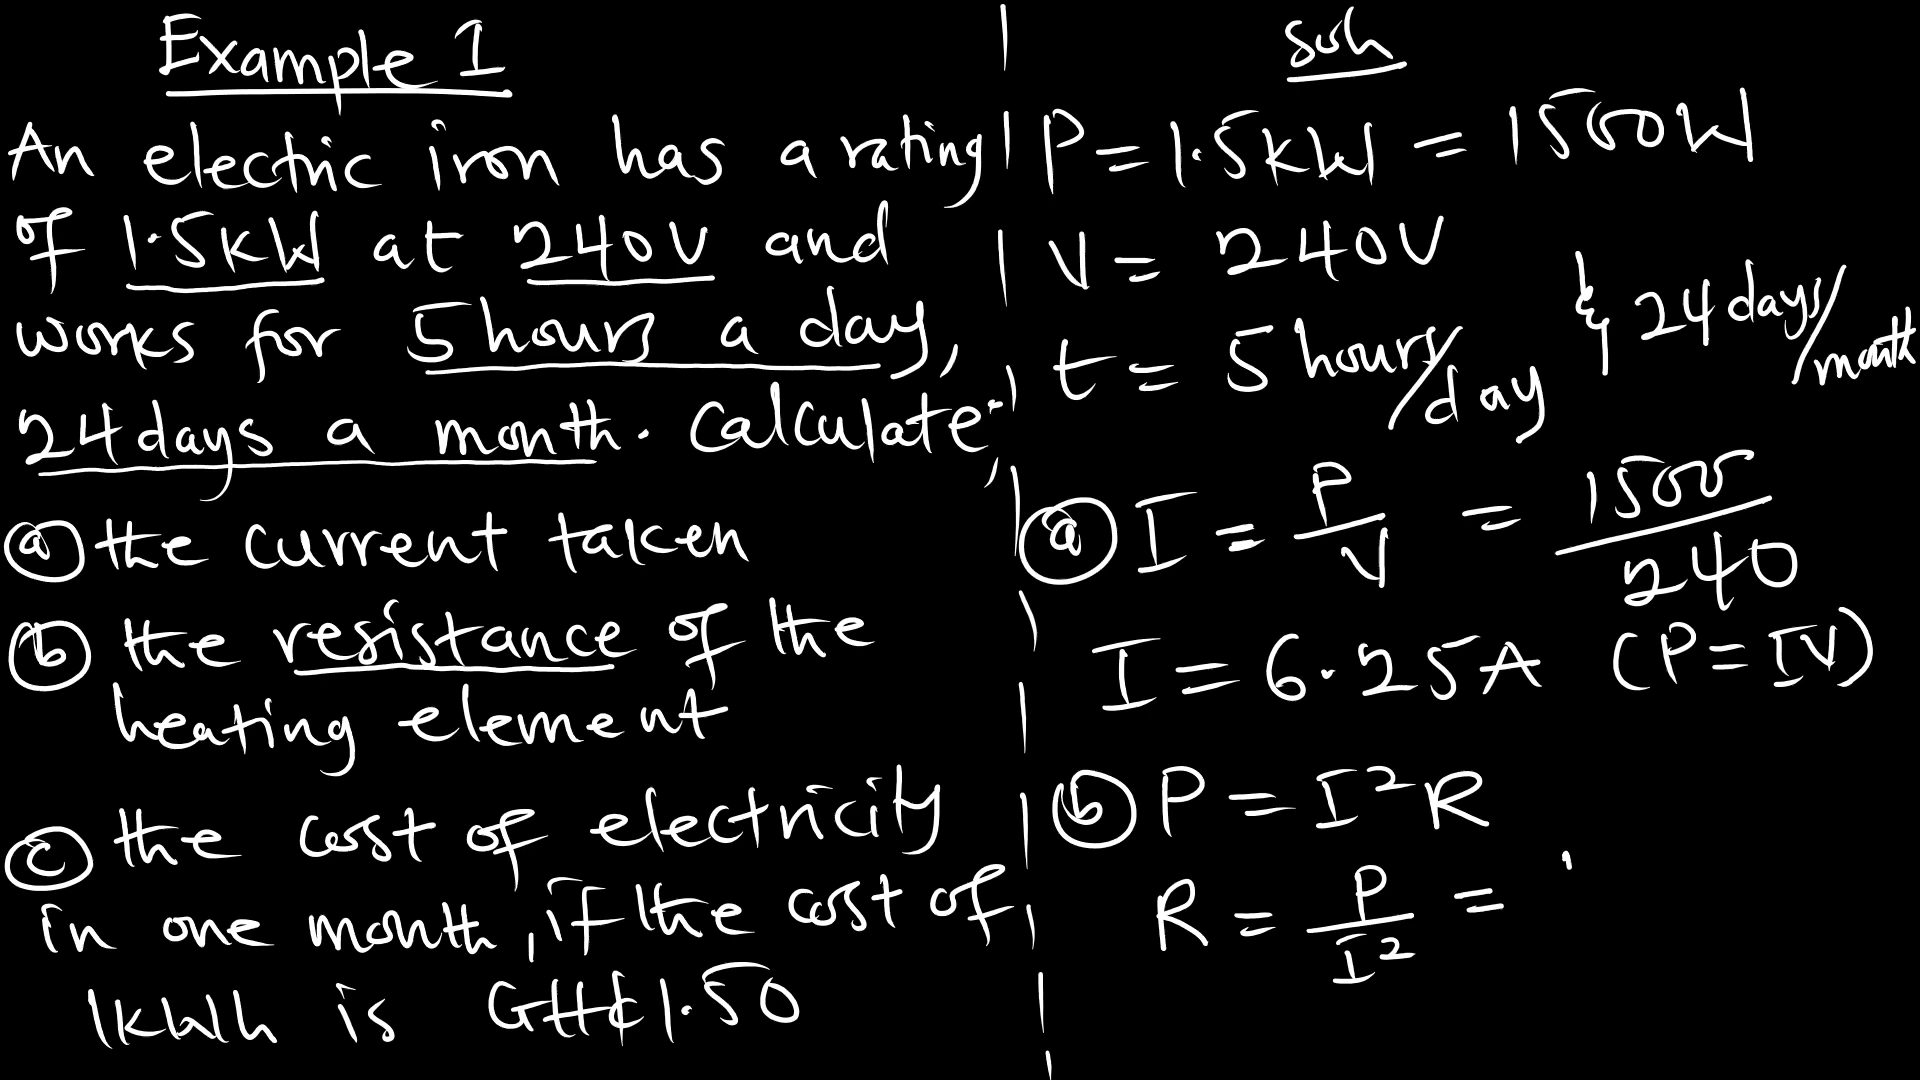 Example 1
An electric iron has a rating
of 1.5kW at 240V and
works for 5 hours a day,
24 days a month. Calculate;
(a) the current taken
(b) the resistance of the
heating element
(c) the cost of electricity
in one month, if the cost of
1kWh is GH₵1.50
Soln
P = 1.5kW = 1500W
V = 240V
t = 5 hours/day & 24 days/month
(a) I = P/V = 1500/240
I = 6.25A (P = IV)
(b) P = I²R
R = P/I² =